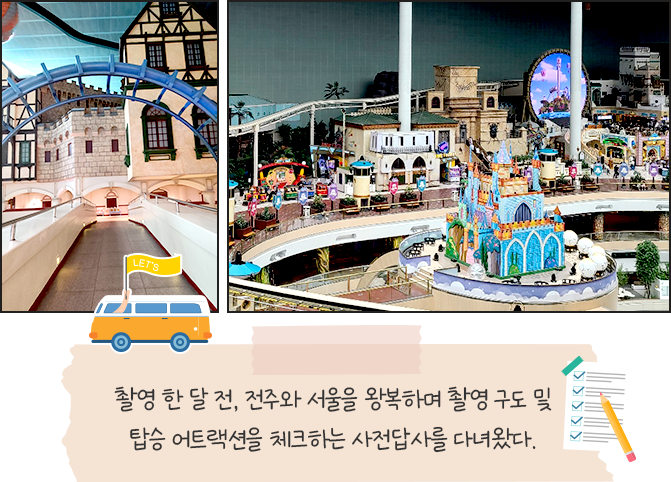 LET'S
촬영 한 달 전, 전주와 서울을 왕복하며 촬영 구도 및
탑승 어트랙션을 체크하는 사전답사를 다녀왔다.